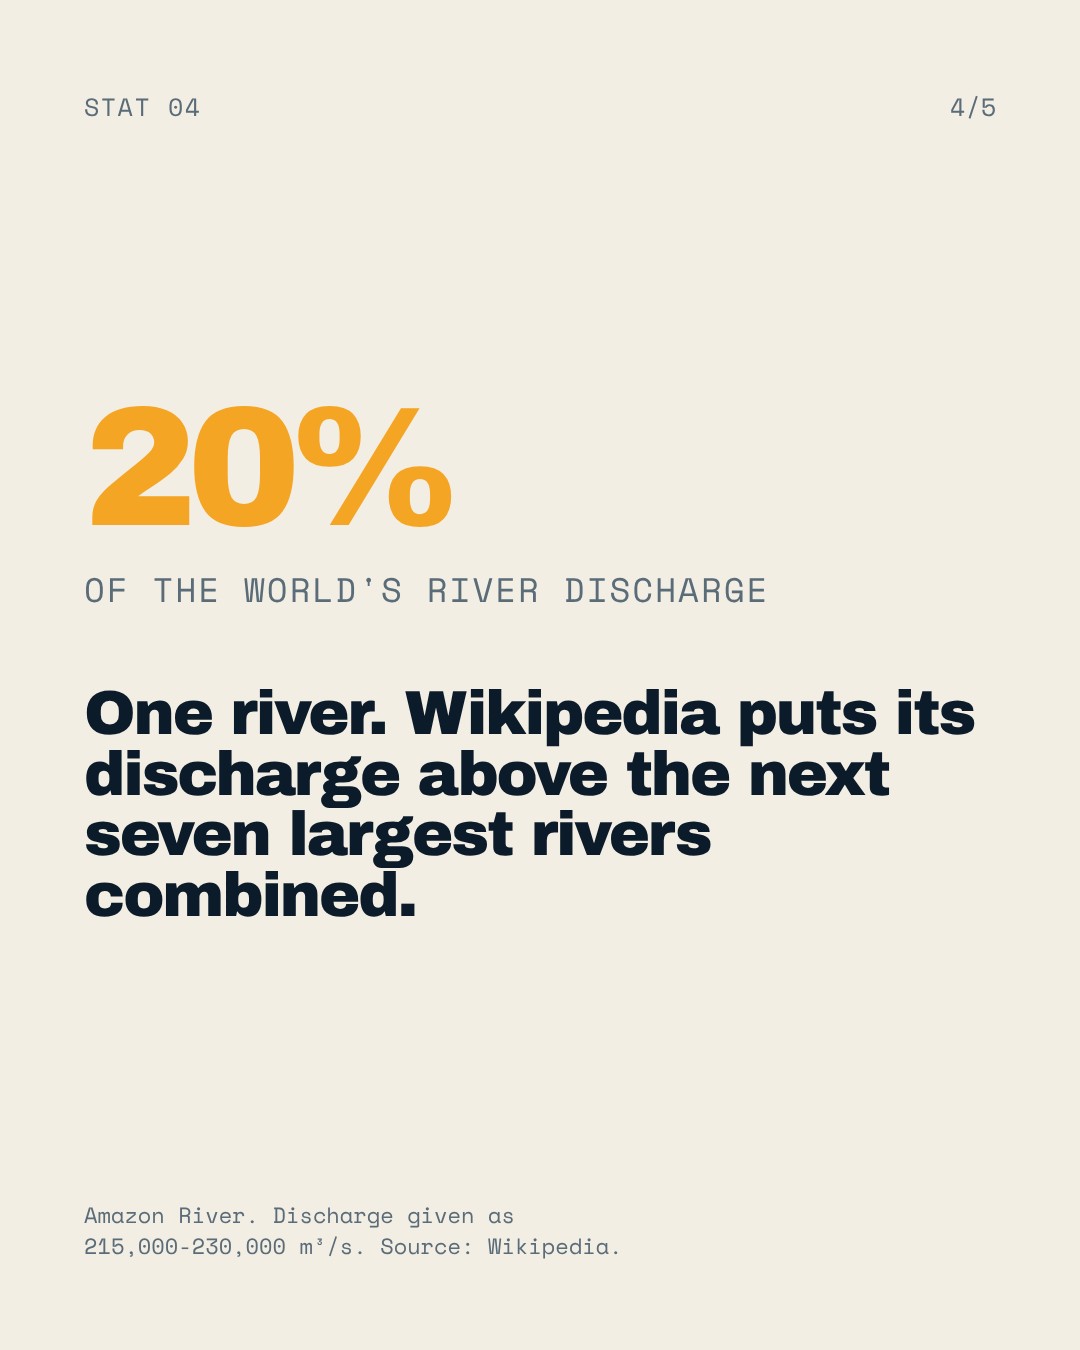 STAT 04
4/5
20%
OF THE WORLD'S RIVER DISCHARGE
One river. Wikipedia puts its
discharge above the next
seven largest rivers
combined.
Amazon River. Discharge given as
215,000-230,000 m³/s. Source: Wikipedia.